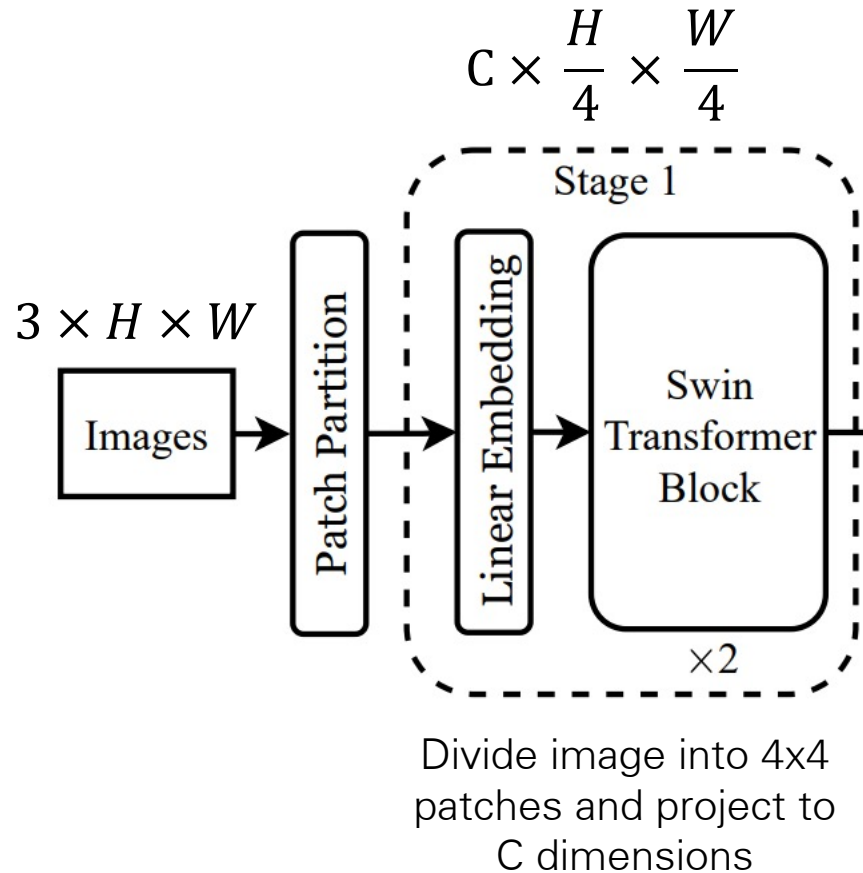 C × H/4 × W/4
Stage 1
3 × H × W
Images
Patch Partition
Linear Embedding
Swin
Transformer
Block
×2
Divide image into 4x4
patches and project to
C dimensions